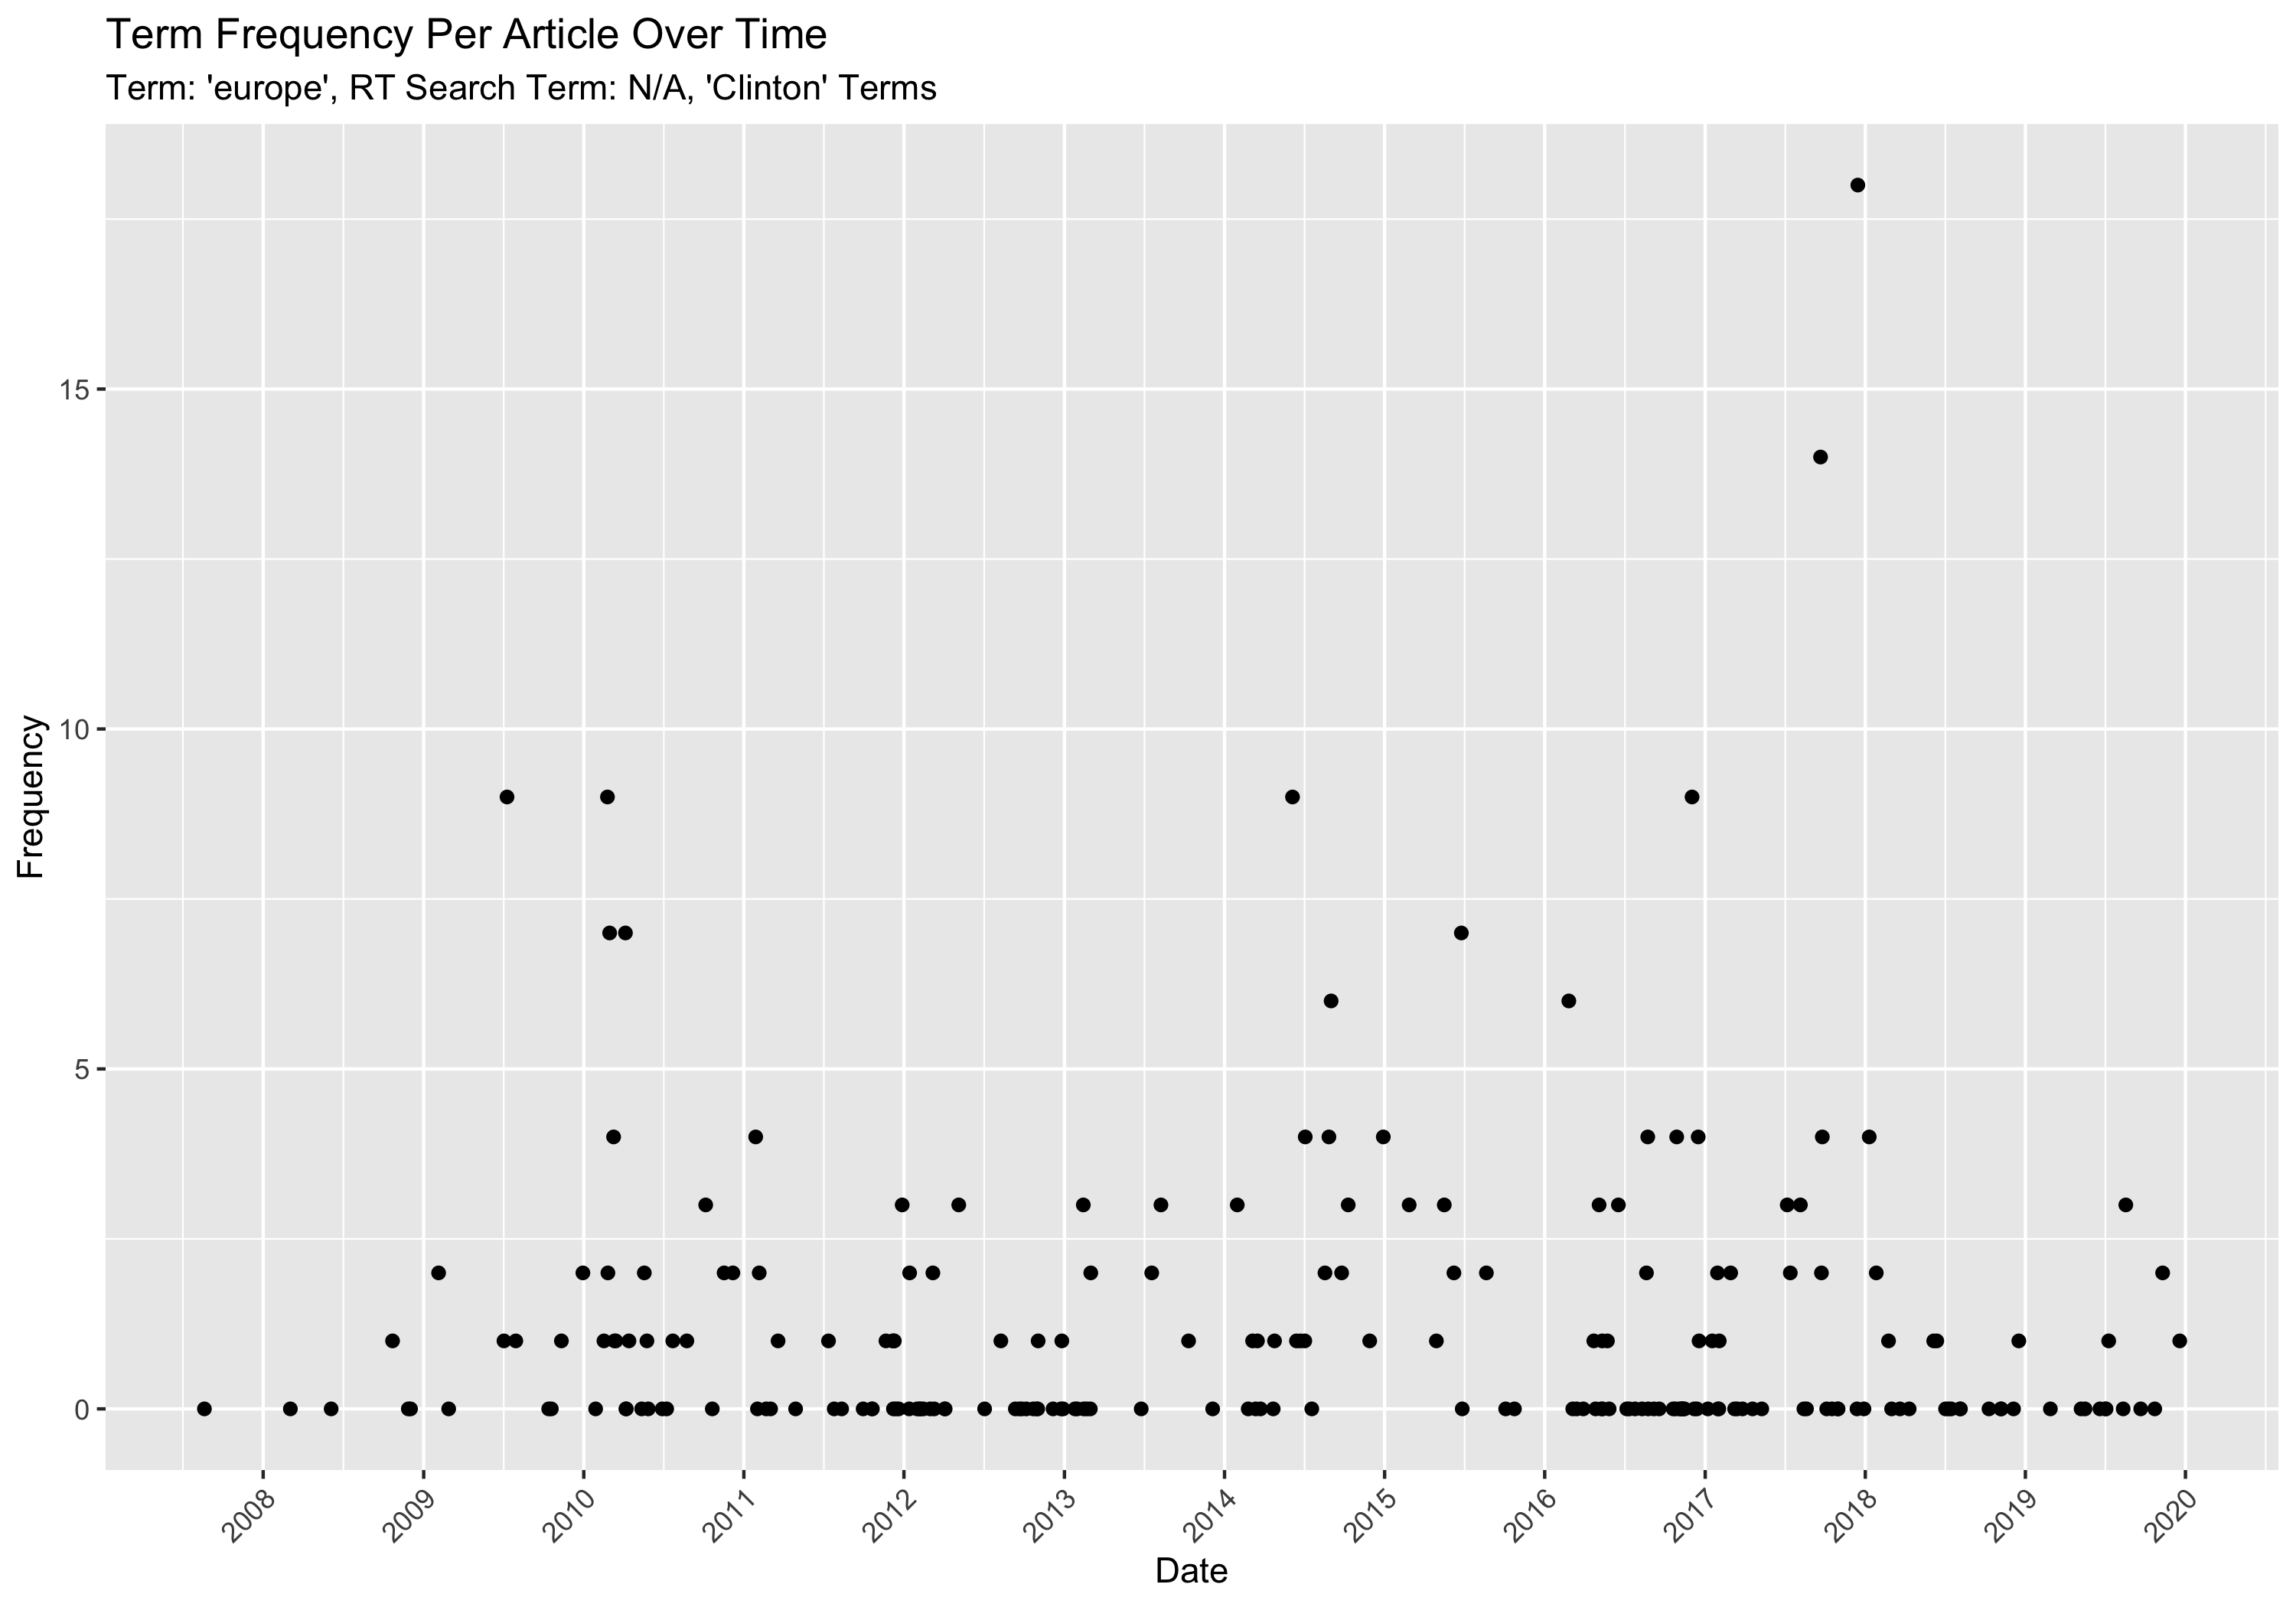 Term Frequency Per Article Over Time
Term: 'europe', RT Search Term: N/A, 'Clinton' Terms
Frequency
15
10
5
0
2008 2009 2010 2011 2012 2013 2014 2015 2016 2017 2018 2019 2020
Date